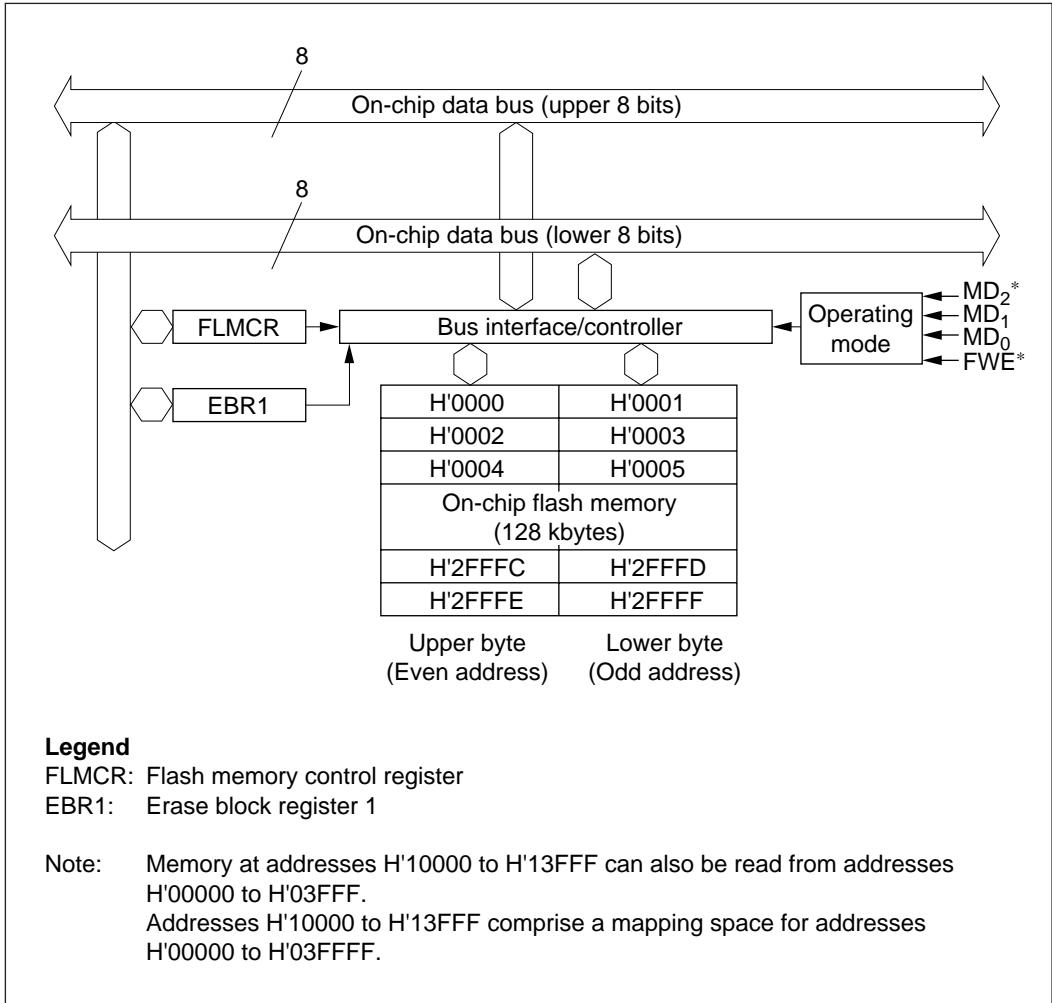 8
On-chip data bus (upper 8 bits)
8
On-chip data bus (lower 8 bits)
FLMCR
Bus interface/controller
Operating
mode
MD2*
MD1
MD0
FWE*
EBR1
H'0000 H'0001
H'0002 H'0003
H'0004 H'0005
On-chip flash memory
(128 kbytes)
H'2FFFC H'2FFFD
H'2FFFE H'2FFFF
Upper byte
(Even address)
Lower byte
(Odd address)
Legend
FLMCR: Flash memory control register
EBR1: Erase block register 1
Note: Memory at addresses H'10000 to H'13FFF can also be read from addresses
H'00000 to H'03FFF.
Addresses H'10000 to H'13FFF comprise a mapping space for addresses
H'00000 to H'03FFFF.